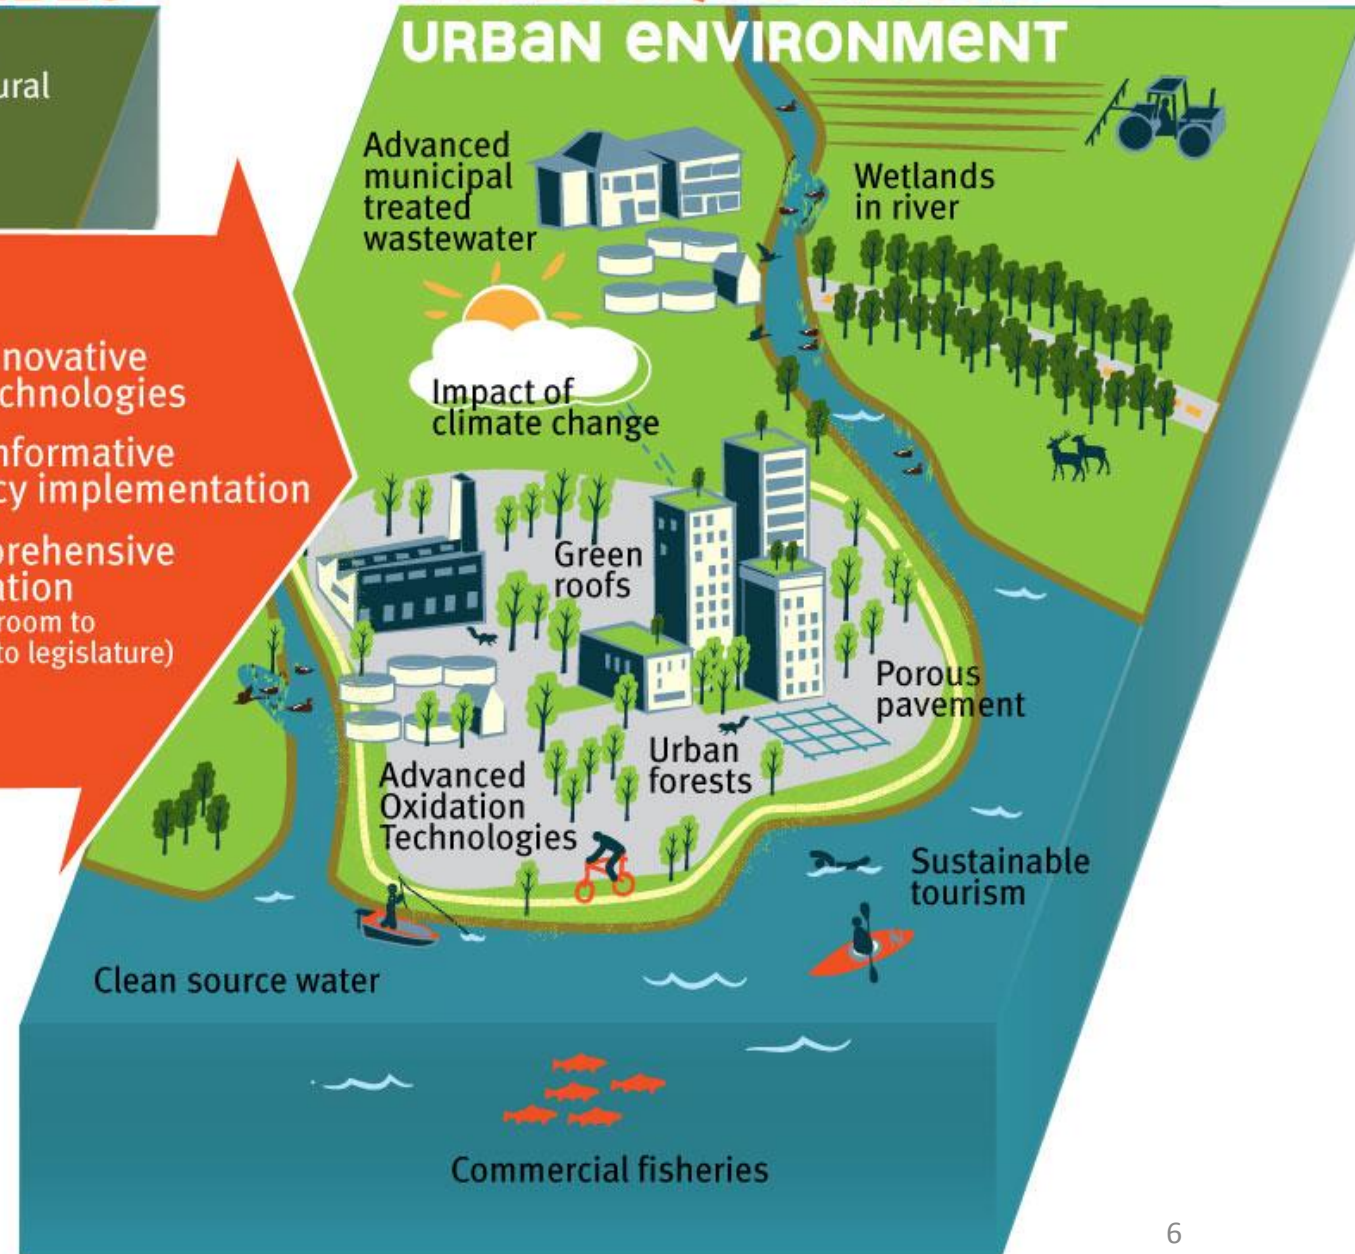 URBAN ENVIRONMENT
ural
Advanced
municipal
treated
wastewater
Wetlands
in river
novative
chnologies
nformative
cy implementation
prehensive
ation
room to
to legislature)
Impact of
climate change
Green
roofs
Porous
pavement
Urban
forests
Advanced
Oxidation
Technologies
Sustainable
tourism
Clean source water
Commercial fisheries
6